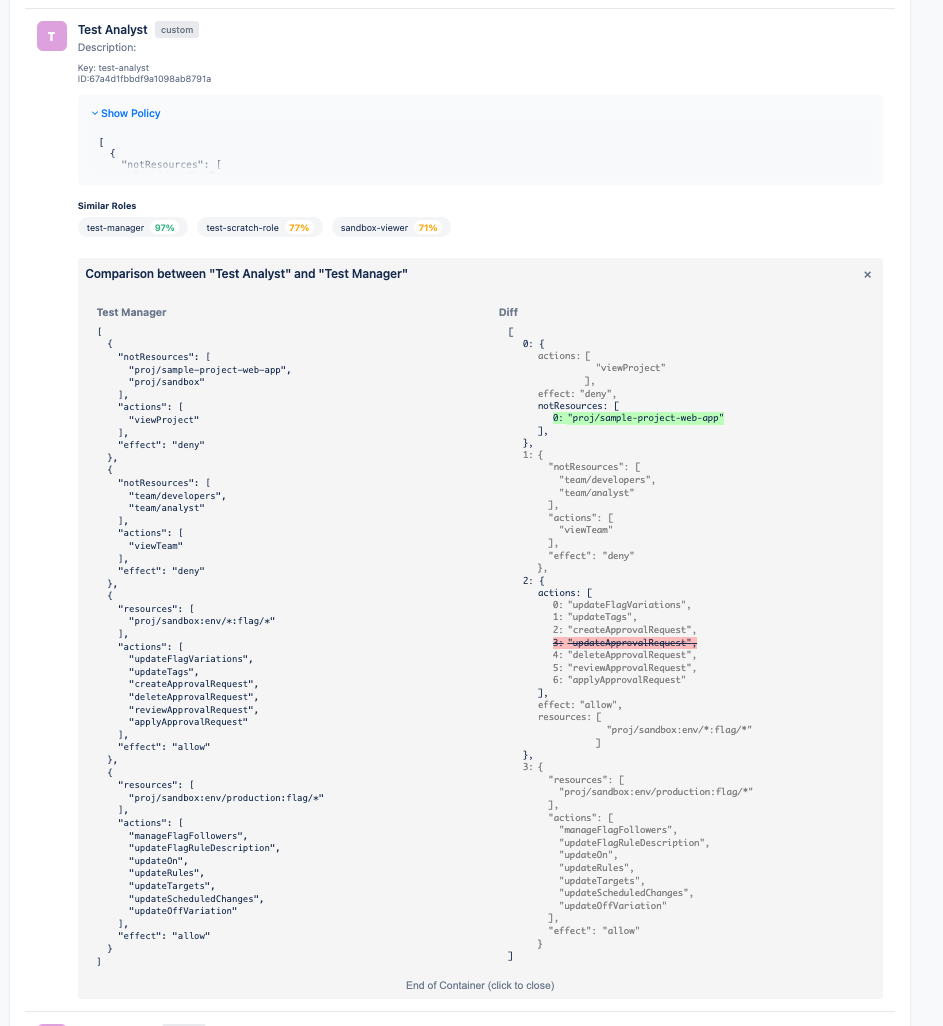 T
Test Analyst custom
Description:
Key: test-analyst
ID:67a4d1fbbdf9a1098ab8791a
Show Policy
[
{
"notResources": [
Similar Roles
test-manager 97% test-scratch-role 77% sandbox-viewer 71%
Comparison between "Test Analyst" and "Test Manager" ×
Test Manager
[
{
"notResources": [
"proj/sample-project-web-app",
"proj/sandbox"
],
"actions": [
"viewProject"
],
"effect": "deny"
},
{
"notResources": [
"team/developers",
"team/analyst"
],
"actions": [
"viewTeam"
],
"effect": "deny"
},
{
"resources": [
"proj/sandbox:env/*:flag/*"
],
"actions": [
"updateFlagVariations",
"updateTags",
"createApprovalRequest",
"deleteApprovalRequest",
"reviewApprovalRequest",
"applyApprovalRequest"
],
"effect": "allow"
},
{
"resources": [
"proj/sandbox:env/production:flag/*"
],
"actions": [
"manageFlagFollowers",
"updateFlagRuleDescription",
"updateOn",
"updateRules",
"updateTargets",
"updateScheduledChanges",
"updateOffVariation"
],
"effect": "allow"
}
]
Diff
[
0: {
actions: [
"viewProject"
],
effect: "deny",
notResources: [
0: "proj/sample-project-web-app"
],
},
1: {
"notResources": [
"team/developers",
"team/analyst"
],
"actions": [
"viewTeam"
],
"effect": "deny"
},
2: {
actions: [
0: "updateFlagVariations",
1: "updateTags",
2: "createApprovalRequest",
3: "updateApprovalRequest",
4: "deleteApprovalRequest",
5: "reviewApprovalRequest",
6: "applyApprovalRequest"
],
effect: "allow",
resources: [
"proj/sandbox:env/*:flag/*"
]
},
3: {
"resources": [
"proj/sandbox:env/production:flag/*"
],
"actions": [
"manageFlagFollowers",
"updateFlagRuleDescription",
"updateOn",
"updateRules",
"updateTargets",
"updateScheduledChanges",
"updateOffVariation"
],
"effect": "allow"
}
]
End of Container (click to close)